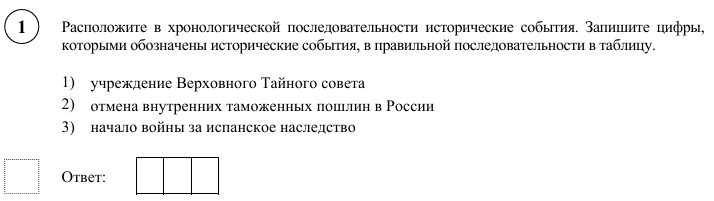 1 Расположите в хронологической последовательности исторические события. Запишите цифры,
которыми обозначены исторические события, в правильной последовательности в таблицу.
1) учреждение Верховного Тайного совета
2) отмена внутренних таможенных пошлин в России
3) начало войны за испанское наследство
Ответ: